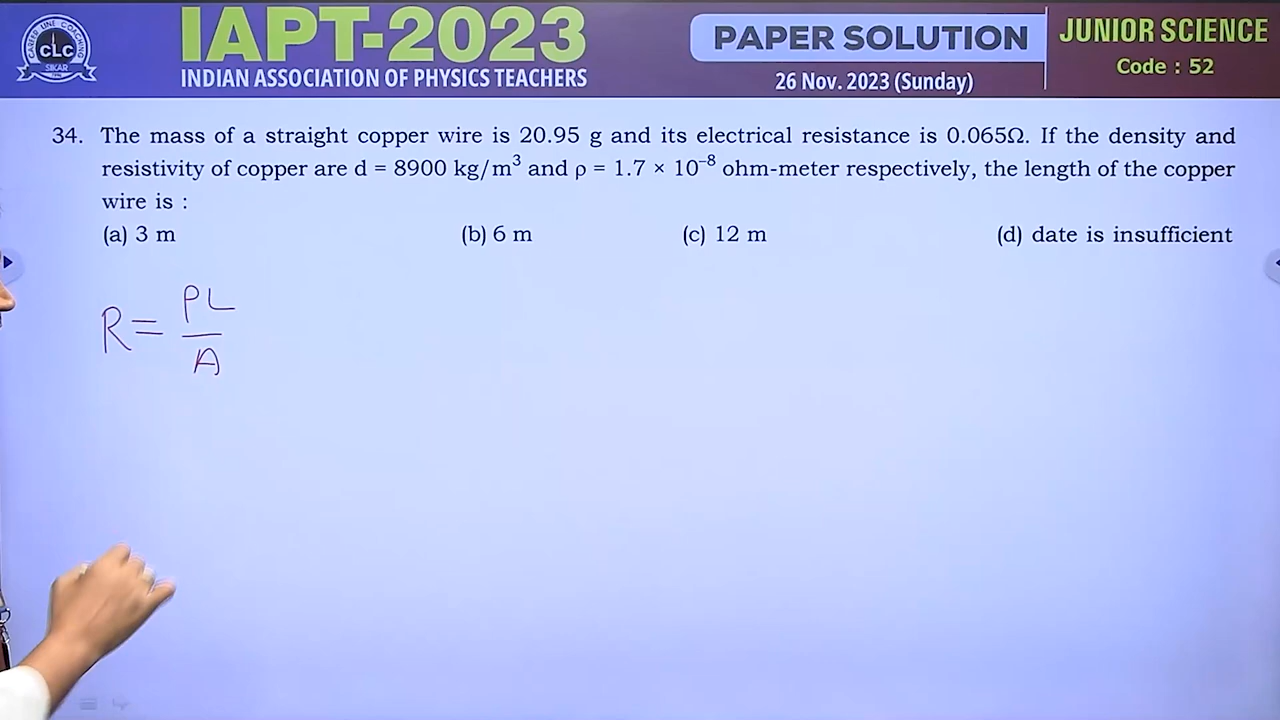 CAREER LINE COACHING
CLC
SIKAR
IAPT-2023
INDIAN ASSOCIATION OF PHYSICS TEACHERS
PAPER SOLUTION
26 Nov. 2023 (Sunday)
JUNIOR SCIENCE
Code : 52
34. The mass of a straight copper wire is 20.95 g and its electrical resistance is 0.065Ω. If the density and
resistivity of copper are d = 8900 kg/m³ and ρ = 1.7 × 10⁻⁸ ohm-meter respectively, the length of the copper
wire is :
(a) 3 m (b) 6 m (c) 12 m (d) date is insufficient
R = ρL / A